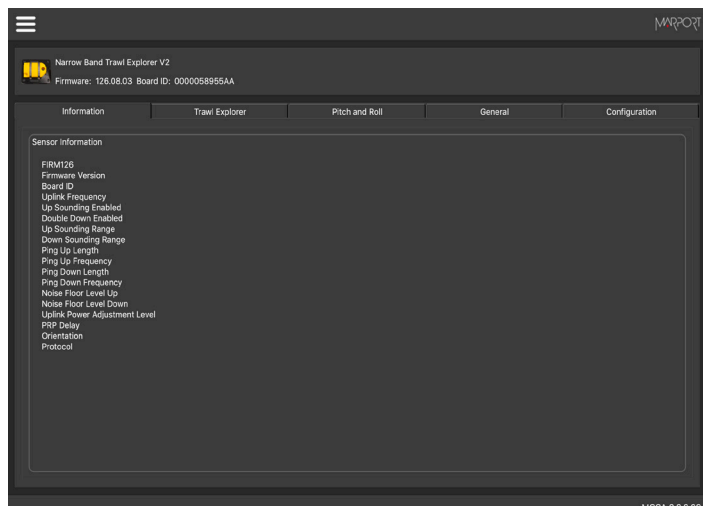 MARPORT
Narrow Band Trawl Explorer V2
Firmware: 126.08.03 Board ID: 0000058955AA
Information
Trawl Explorer
Pitch and Roll
General
Configuration
Sensor Information
FIRM126
Firmware Version
Board ID
Uplink Frequency
Up Sounding Enabled
Double Down Enabled
Up Sounding Range
Down Sounding Range
Ping Up Length
Ping Up Frequency
Ping Down Length
Ping Down Frequency
Noise Floor Level Up
Noise Floor Level Down
Uplink Power Adjustment Level
PRP Delay
Orientation
Protocol